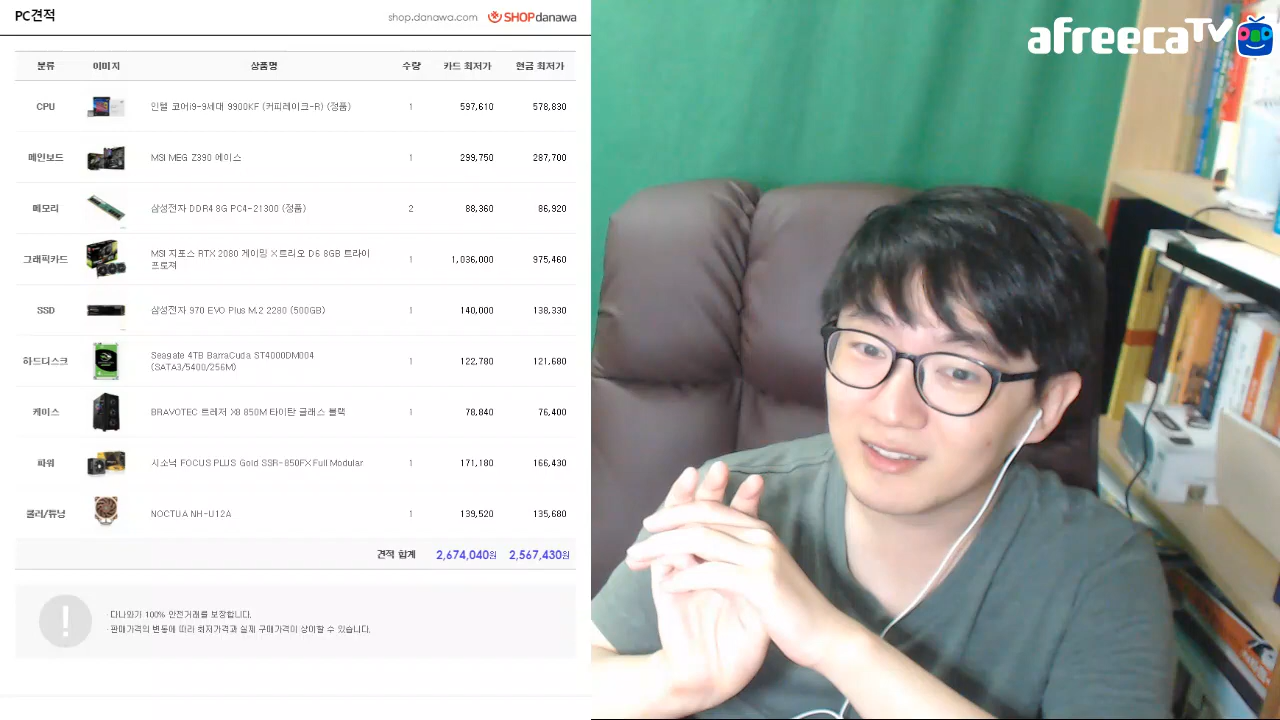 PC견적
shop.danawa.com SHOPdanawa
afreecaTV
분류 이미지 상품명 수량 카드 최저가 현금 최저가
CPU 인텔 코어i9-9세대 9900KF (커피레이크-R) (정품) 1 597,610 578,830
메인보드 MSI MEG Z390 에이스 1 299,750 287,700
메모리 삼성전자 DDR4 8G PC4-21300 (정품) 2 88,360 86,920
그래픽카드 MSI 지포스 RTX 2080 게이밍 X 트리오 D6 8GB 트라이
프로져 1 1,036,000 975,460
SSD 삼성전자 970 EVO Plus M.2 2280 (500GB) 1 140,000 138,330
하드디스크 Seagate 4TB BarraCuda ST4000DM004
(SATA3/5400/256M) 1 122,780 121,680
케이스 BRAVOTEC 트레저 X8 850M 타이탄 글래스 블랙 1 78,840 76,400
파워 시소닉 FOCUS PLUS Gold SSR-850FX Full Modular 1 171,180 166,430
쿨러/튜닝 NOCTUA NH-U12A 1 139,520 135,680
견적 합계 2,674,040원 2,567,430원
다나와가 100% 안전거래를 보장합니다.
판매가격의 변동에 따라 최저가격과 실제 구매가격이 상이할 수 있습니다.